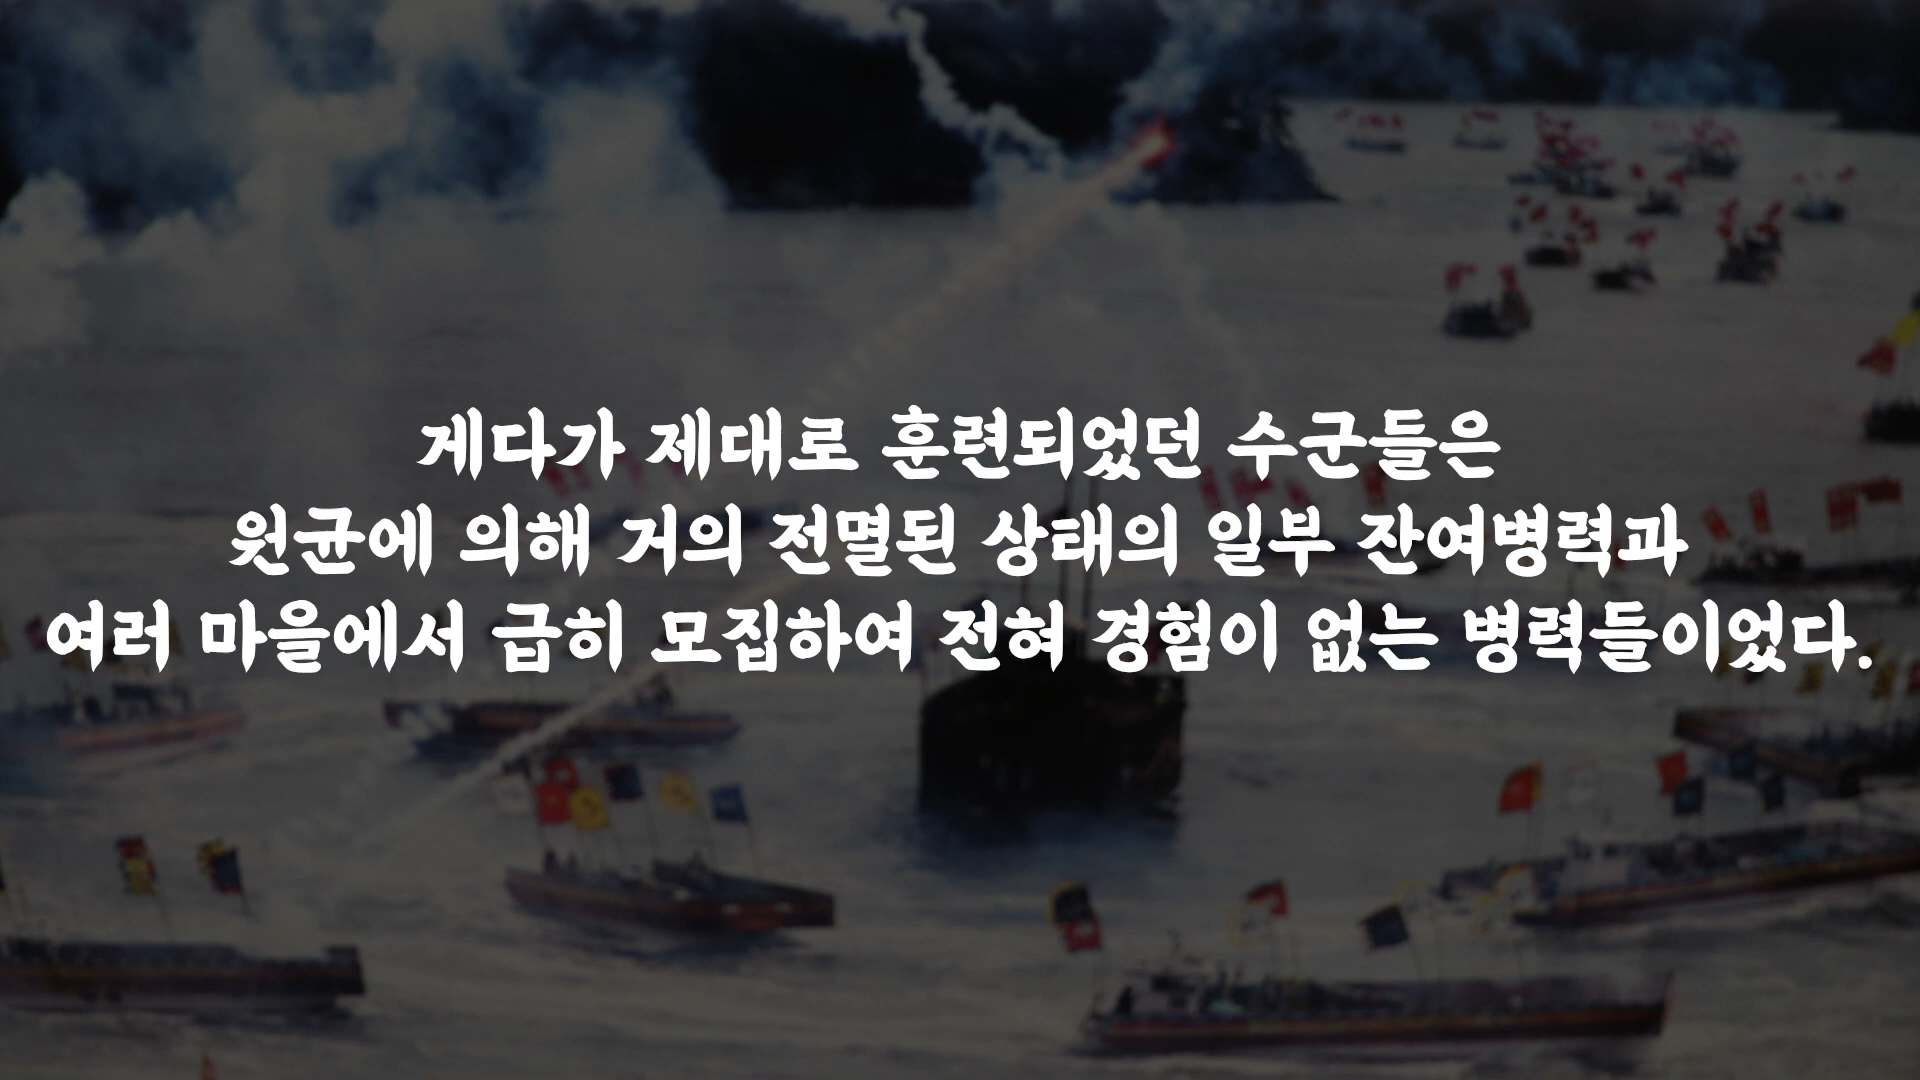 게다가 제대로 훈련되었던 수군들은
원균에 의해 거의 전멸된 상태의 일부 잔여병력과
여러 마을에서 급히 모집하여 전혀 경험이 없는 병력들이었다.